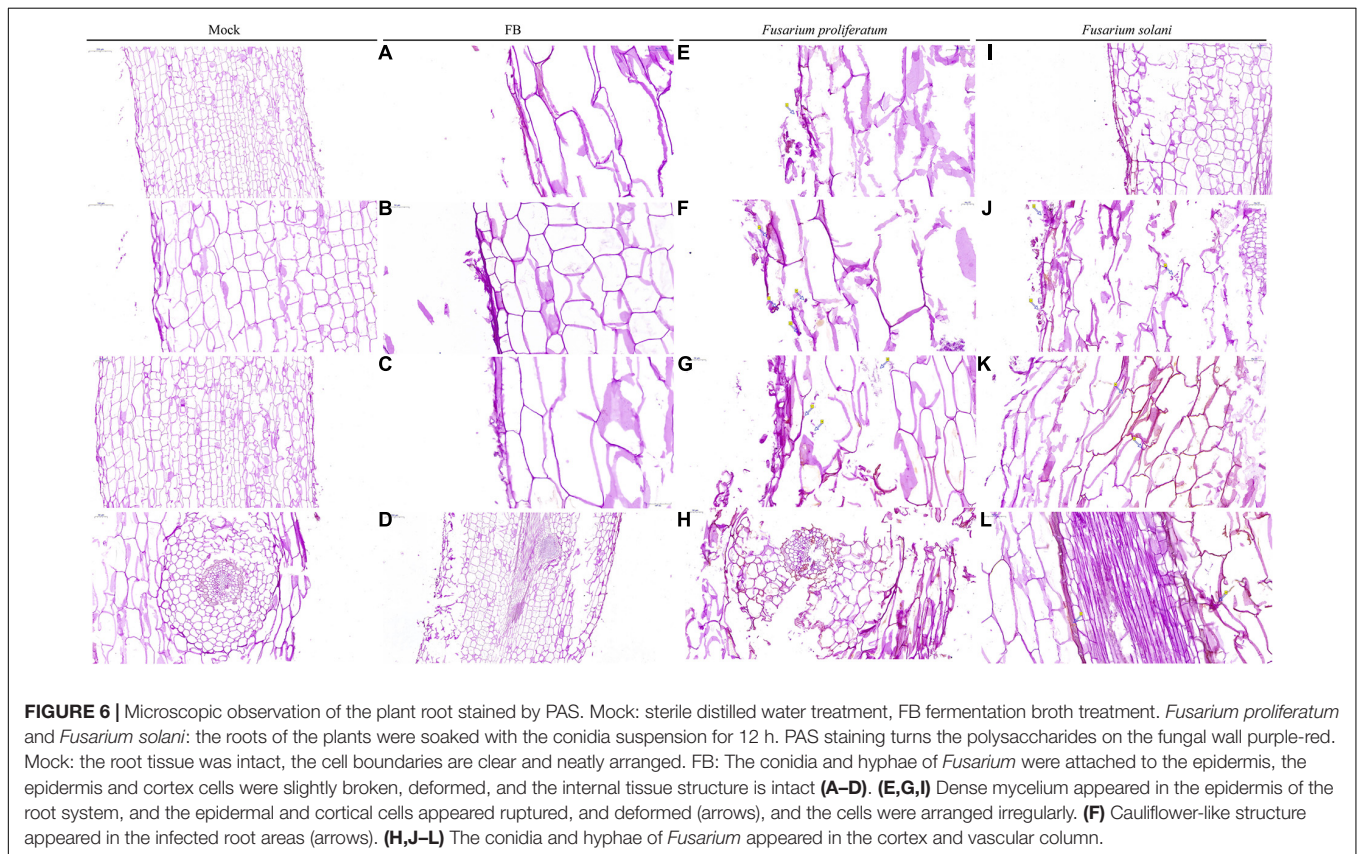 Mock FB Fusarium proliferatum Fusarium solani
A E I
B F J
C G K
D H L
FIGURE 6 | Microscopic observation of the plant root stained by PAS. Mock: sterile distilled water treatment, FB fermentation broth treatment. Fusarium proliferatum
and Fusarium solani: the roots of the plants were soaked with the conidia suspension for 12 h. PAS staining turns the polysaccharides on the fungal wall purple-red.
Mock: the root tissue was intact, the cell boundaries are clear and neatly arranged. FB: The conidia and hyphae of Fusarium were attached to the epidermis, the
epidermis and cortex cells were slightly broken, deformed, and the internal tissue structure is intact (A–D). (E,G,I) Dense mycelium appeared in the epidermis of the
root system, and the epidermal and cortical cells appeared ruptured, and deformed (arrows), and the cells were arranged irregularly. (F) Cauliflower-like structure
appeared in the infected root areas (arrows). (H,J–L) The conidia and hyphae of Fusarium appeared in the cortex and vascular column.